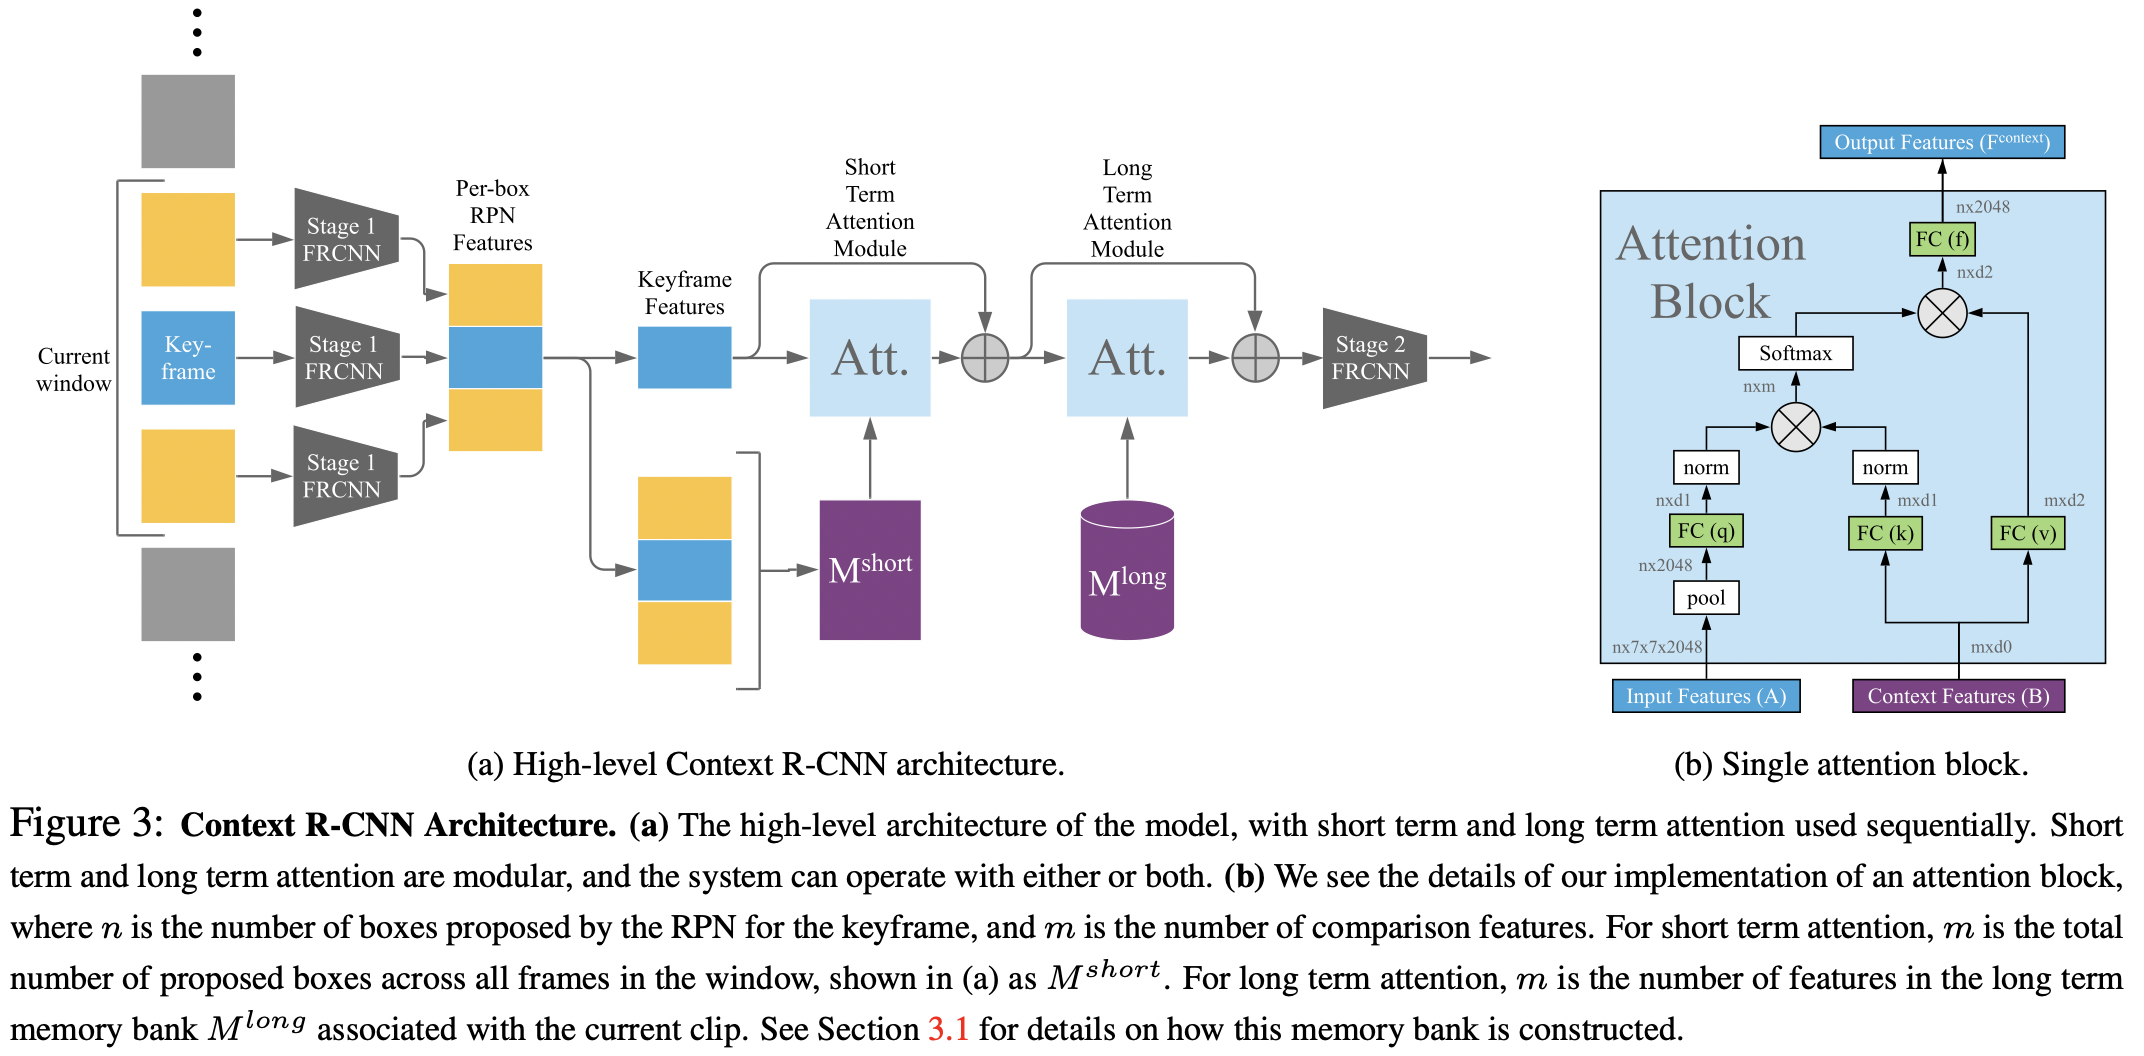 Current
window
Key-
frame
Stage 1
FRCNN
Stage 1
FRCNN
Stage 1
FRCNN
Per-box
RPN
Features
Keyframe
Features
Short
Term
Attention
Module
Att.
M^short
Long
Term
Attention
Module
Att.
M^long
Stage 2
FRCNN
(a) High-level Context R-CNN architecture.
Output Features (F^context)
Attention
Block
nx2048
FC (f)
nxd2
Softmax
nxm
norm
norm
nxd1
mxd1
mxd2
FC (q)
FC (k)
FC (v)
nx2048
pool
nx7x7x2048
mxd0
Input Features (A)
Context Features (B)
(b) Single attention block.
Figure 3: Context R-CNN Architecture. (a) The high-level architecture of the model, with short term and long term attention used sequentially. Short
term and long term attention are modular, and the system can operate with either or both. (b) We see the details of our implementation of an attention block,
where n is the number of boxes proposed by the RPN for the keyframe, and m is the number of comparison features. For short term attention, m is the total
number of proposed boxes across all frames in the window, shown in (a) as M^short. For long term attention, m is the number of features in the long term
memory bank M^long associated with the current clip. See Section 3.1 for details on how this memory bank is constructed.